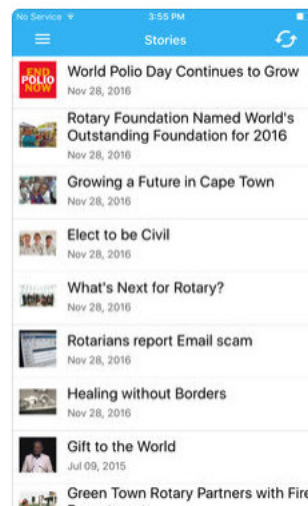 No Service
3:55 PM
Stories
END
POLIO
NOW
World Polio Day Continues to Grow
Nov 28, 2016
Rotary Foundation Named World's
Outstanding Foundation for 2016
Nov 28, 2016
Growing a Future in Cape Town
Nov 28, 2016
Elect to be Civil
Nov 28, 2016
What's Next for Rotary?
Nov 28, 2016
Rotarians report Email scam
Nov 28, 2016
Healing without Borders
Nov 28, 2016
Gift to the World
Jul 09, 2015
Green Town Rotary Partners with Fire